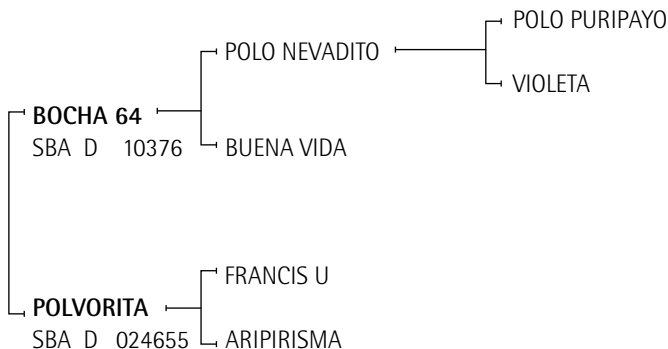 POLO PURIPAYO
POLO NEVADITO
VIOLETA
BOCHA 64
SBA D 10376
BUENA VIDA
FRANCIS U
POLVORITA
SBA D 024655
ARIPIRISMA